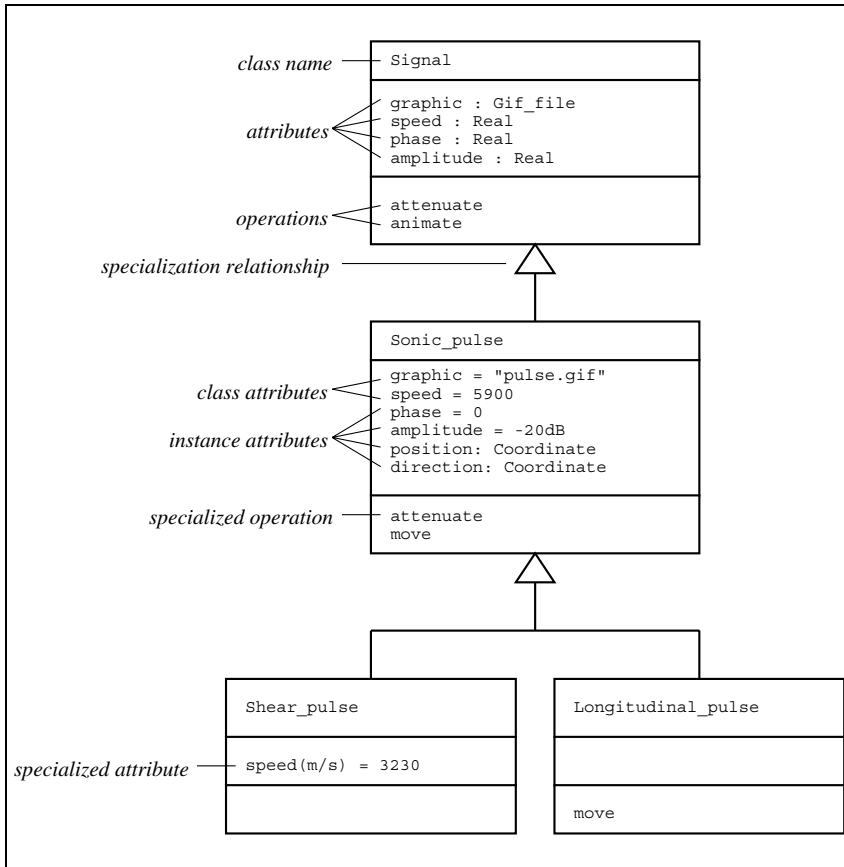 class name
Signal
attributes
graphic : Gif_file
speed : Real
phase : Real
amplitude : Real
operations
attenuate
animate
specialization relationship
Sonic_pulse
class attributes
graphic = "pulse.gif"
speed = 5900
instance attributes
phase = 0
amplitude = -20dB
position: Coordinate
direction: Coordinate
specialized operation
attenuate
move
Shear_pulse
specialized attribute
speed(m/s) = 3230
Longitudinal_pulse
move